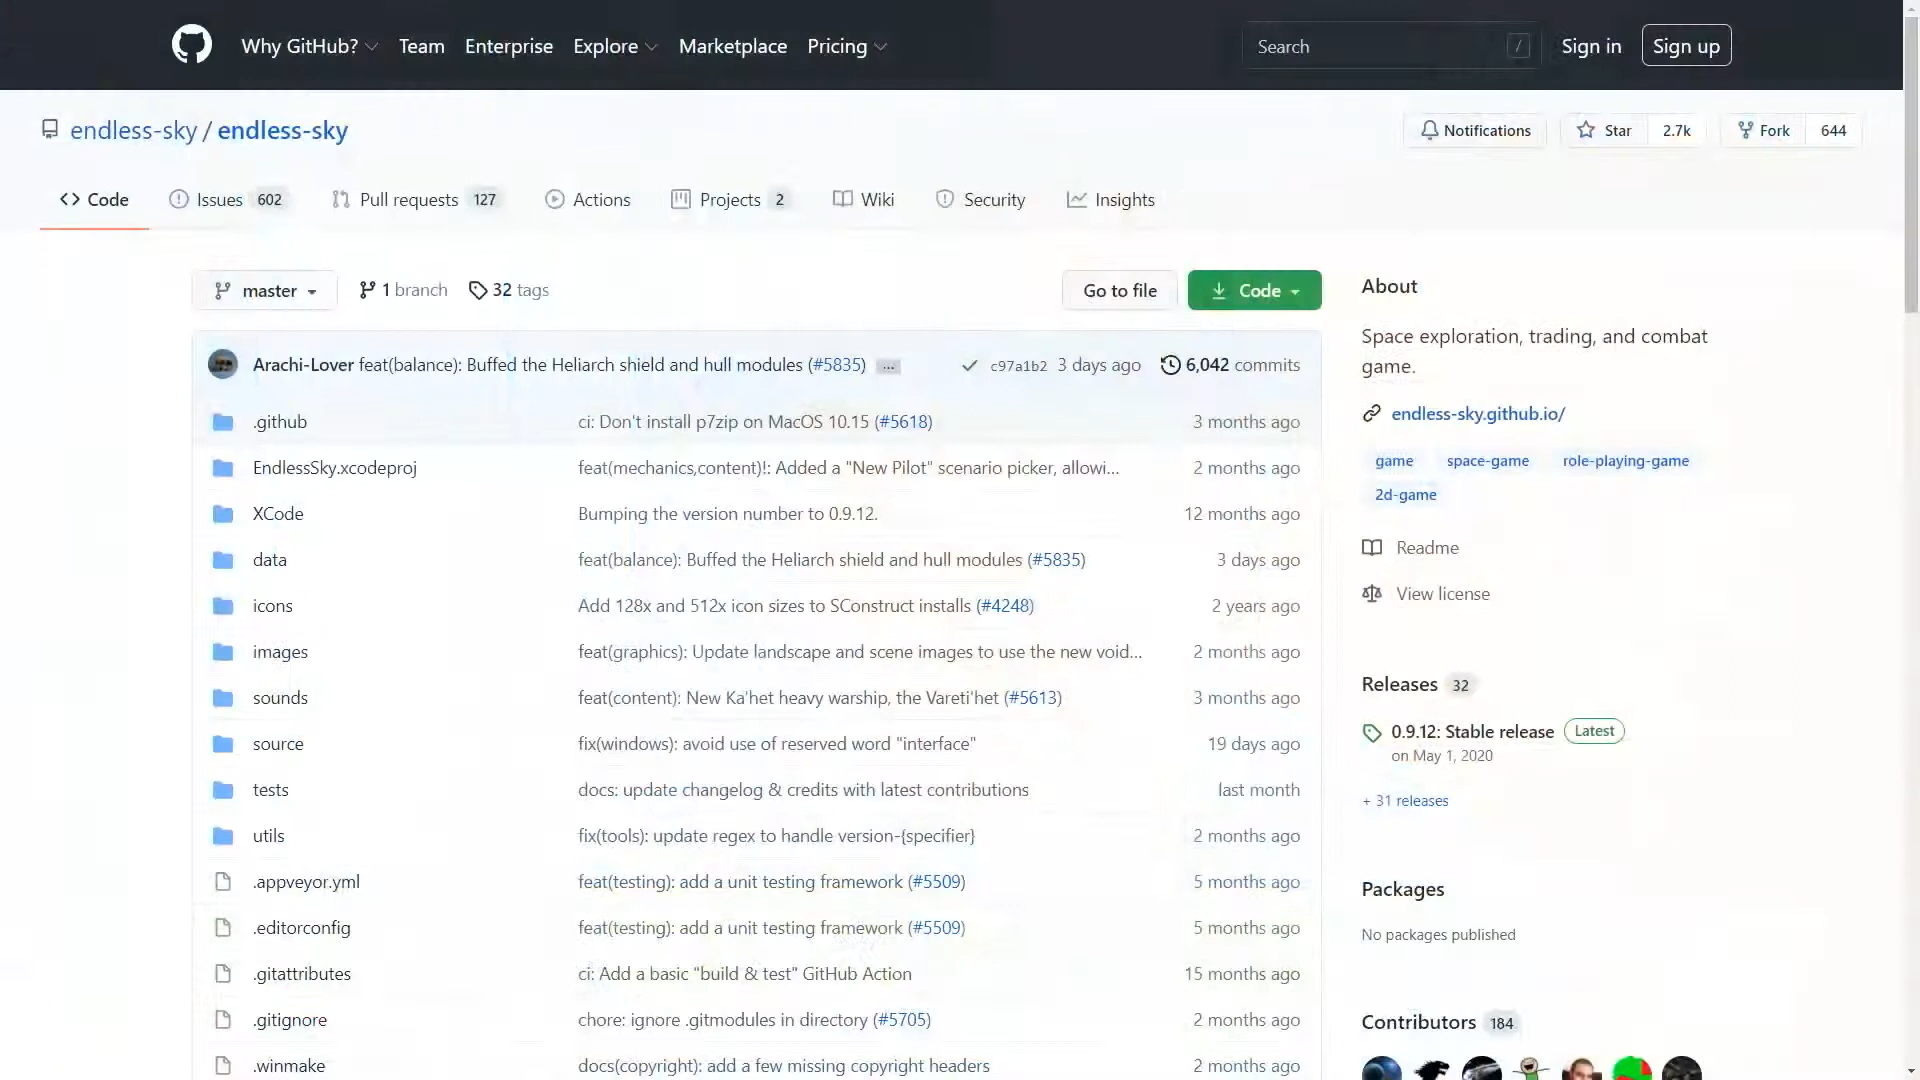 Why GitHub? Team Enterprise Explore Marketplace Pricing Search / Sign in Sign up
endless-sky / endless-sky Notifications Star 2.7k Fork 644
Code Issues 602 Pull requests 127 Actions Projects 2 Wiki Security Insights
master 1 branch 32 tags Go to file Code
Arachi-Lover feat(balance): Buffed the Heliarch shield and hull modules (#5835) ... c97a1b2 3 days ago 6,042 commits
.github ci: Don't install p7zip on MacOS 10.15 (#5618) 3 months ago
EndlessSky.xcodeproj feat(mechanics,content)!: Added a "New Pilot" scenario picker, allowi... 2 months ago
XCode Bumping the version number to 0.9.12. 12 months ago
data feat(balance): Buffed the Heliarch shield and hull modules (#5835) 3 days ago
icons Add 128x and 512x icon sizes to SConstruct installs (#4248) 2 years ago
images feat(graphics): Update landscape and scene images to use the new void... 2 months ago
sounds feat(content): New Ka'het heavy warship, the Vareti'het (#5613) 3 months ago
source fix(windows): avoid use of reserved word "interface" 19 days ago
tests docs: update changelog & credits with latest contributions last month
utils fix(tools): update regex to handle version-{specifier} 2 months ago
.appveyor.yml feat(testing): add a unit testing framework (#5509) 5 months ago
.editorconfig feat(testing): add a unit testing framework (#5509) 5 months ago
.gitattributes ci: Add a basic "build & test" GitHub Action 15 months ago
.gitignore chore: ignore .gitmodules in directory (#5705) 2 months ago
.winmake docs(copyright): add a few missing copyright headers 2 months ago
About
Space exploration, trading, and combat
game.
endless-sky.github.io/
game space-game role-playing-game
2d-game
Readme
View license
Releases 32
0.9.12: Stable release Latest
on May 1, 2020
+ 31 releases
Packages
No packages published
Contributors 184